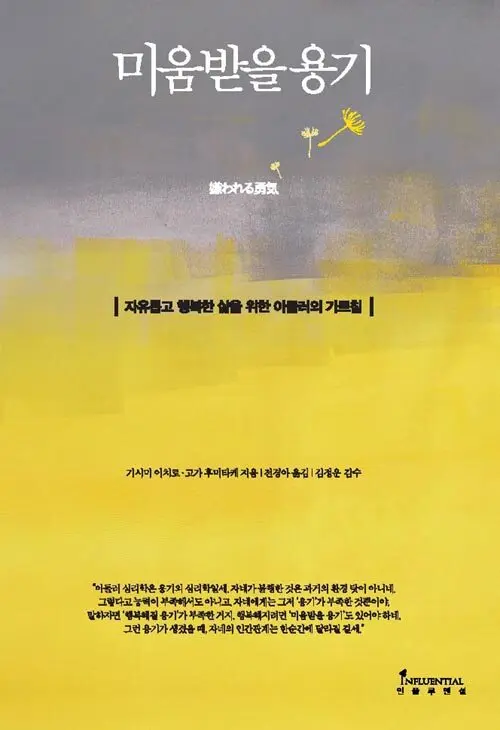 미움받을 용기
嫌われる勇気
자유롭고 행복한 삶을 위한 아들러의 가르침
기시미 이치로·고가 후미타케 지음 | 전경아 옮김 | 김정운 감수
"아들러 심리학은 용기의 심리학일세. 자네가 불행한 것은 과거의 환경 탓이 아니네.
그렇다고 능력이 부족해서도 아니고. 자네에게는 그저 '용기'가 부족한 것뿐이야.
말하자면 '행복해질 용기'가 부족한 거지. 행복해지려면 '미움받을 용기'도 있어야 하네.
그런 용기가 생겼을 때, 자네의 인간관계는 한순간에 달라질 걸세."
INFLUENTIAL
인플루엔셜